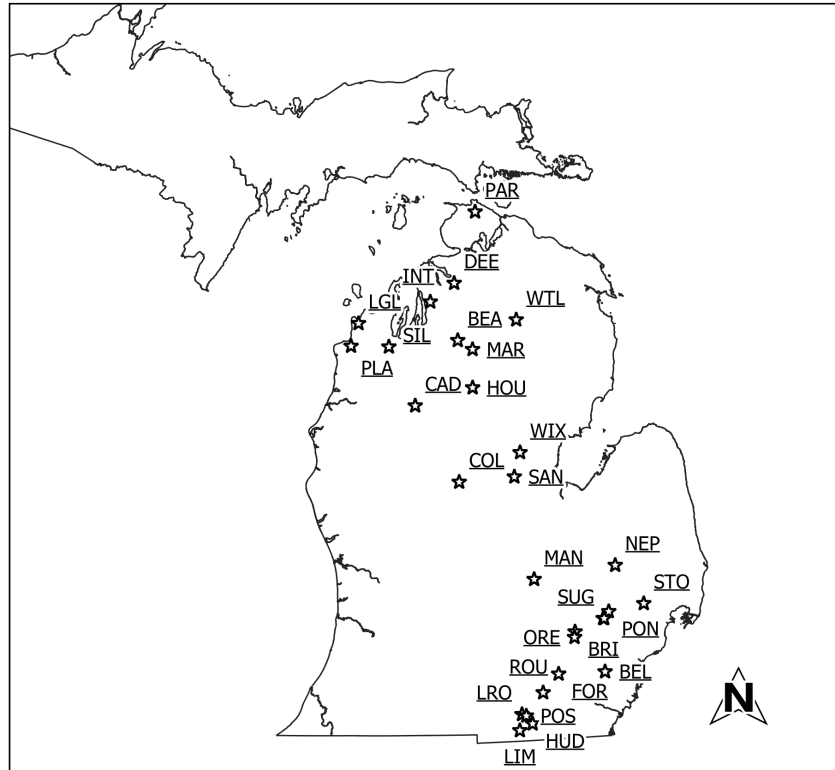 PAR
DEE
INT
LGL
WTL
BEA
SIL
MAR
PLA
CAD
HOU
WIX
COL
SAN
NEP
MAN
STO
SUG
PON
ORE
BRI
ROU
BEL
LRO
FOR
POS
HUD
LIM
N